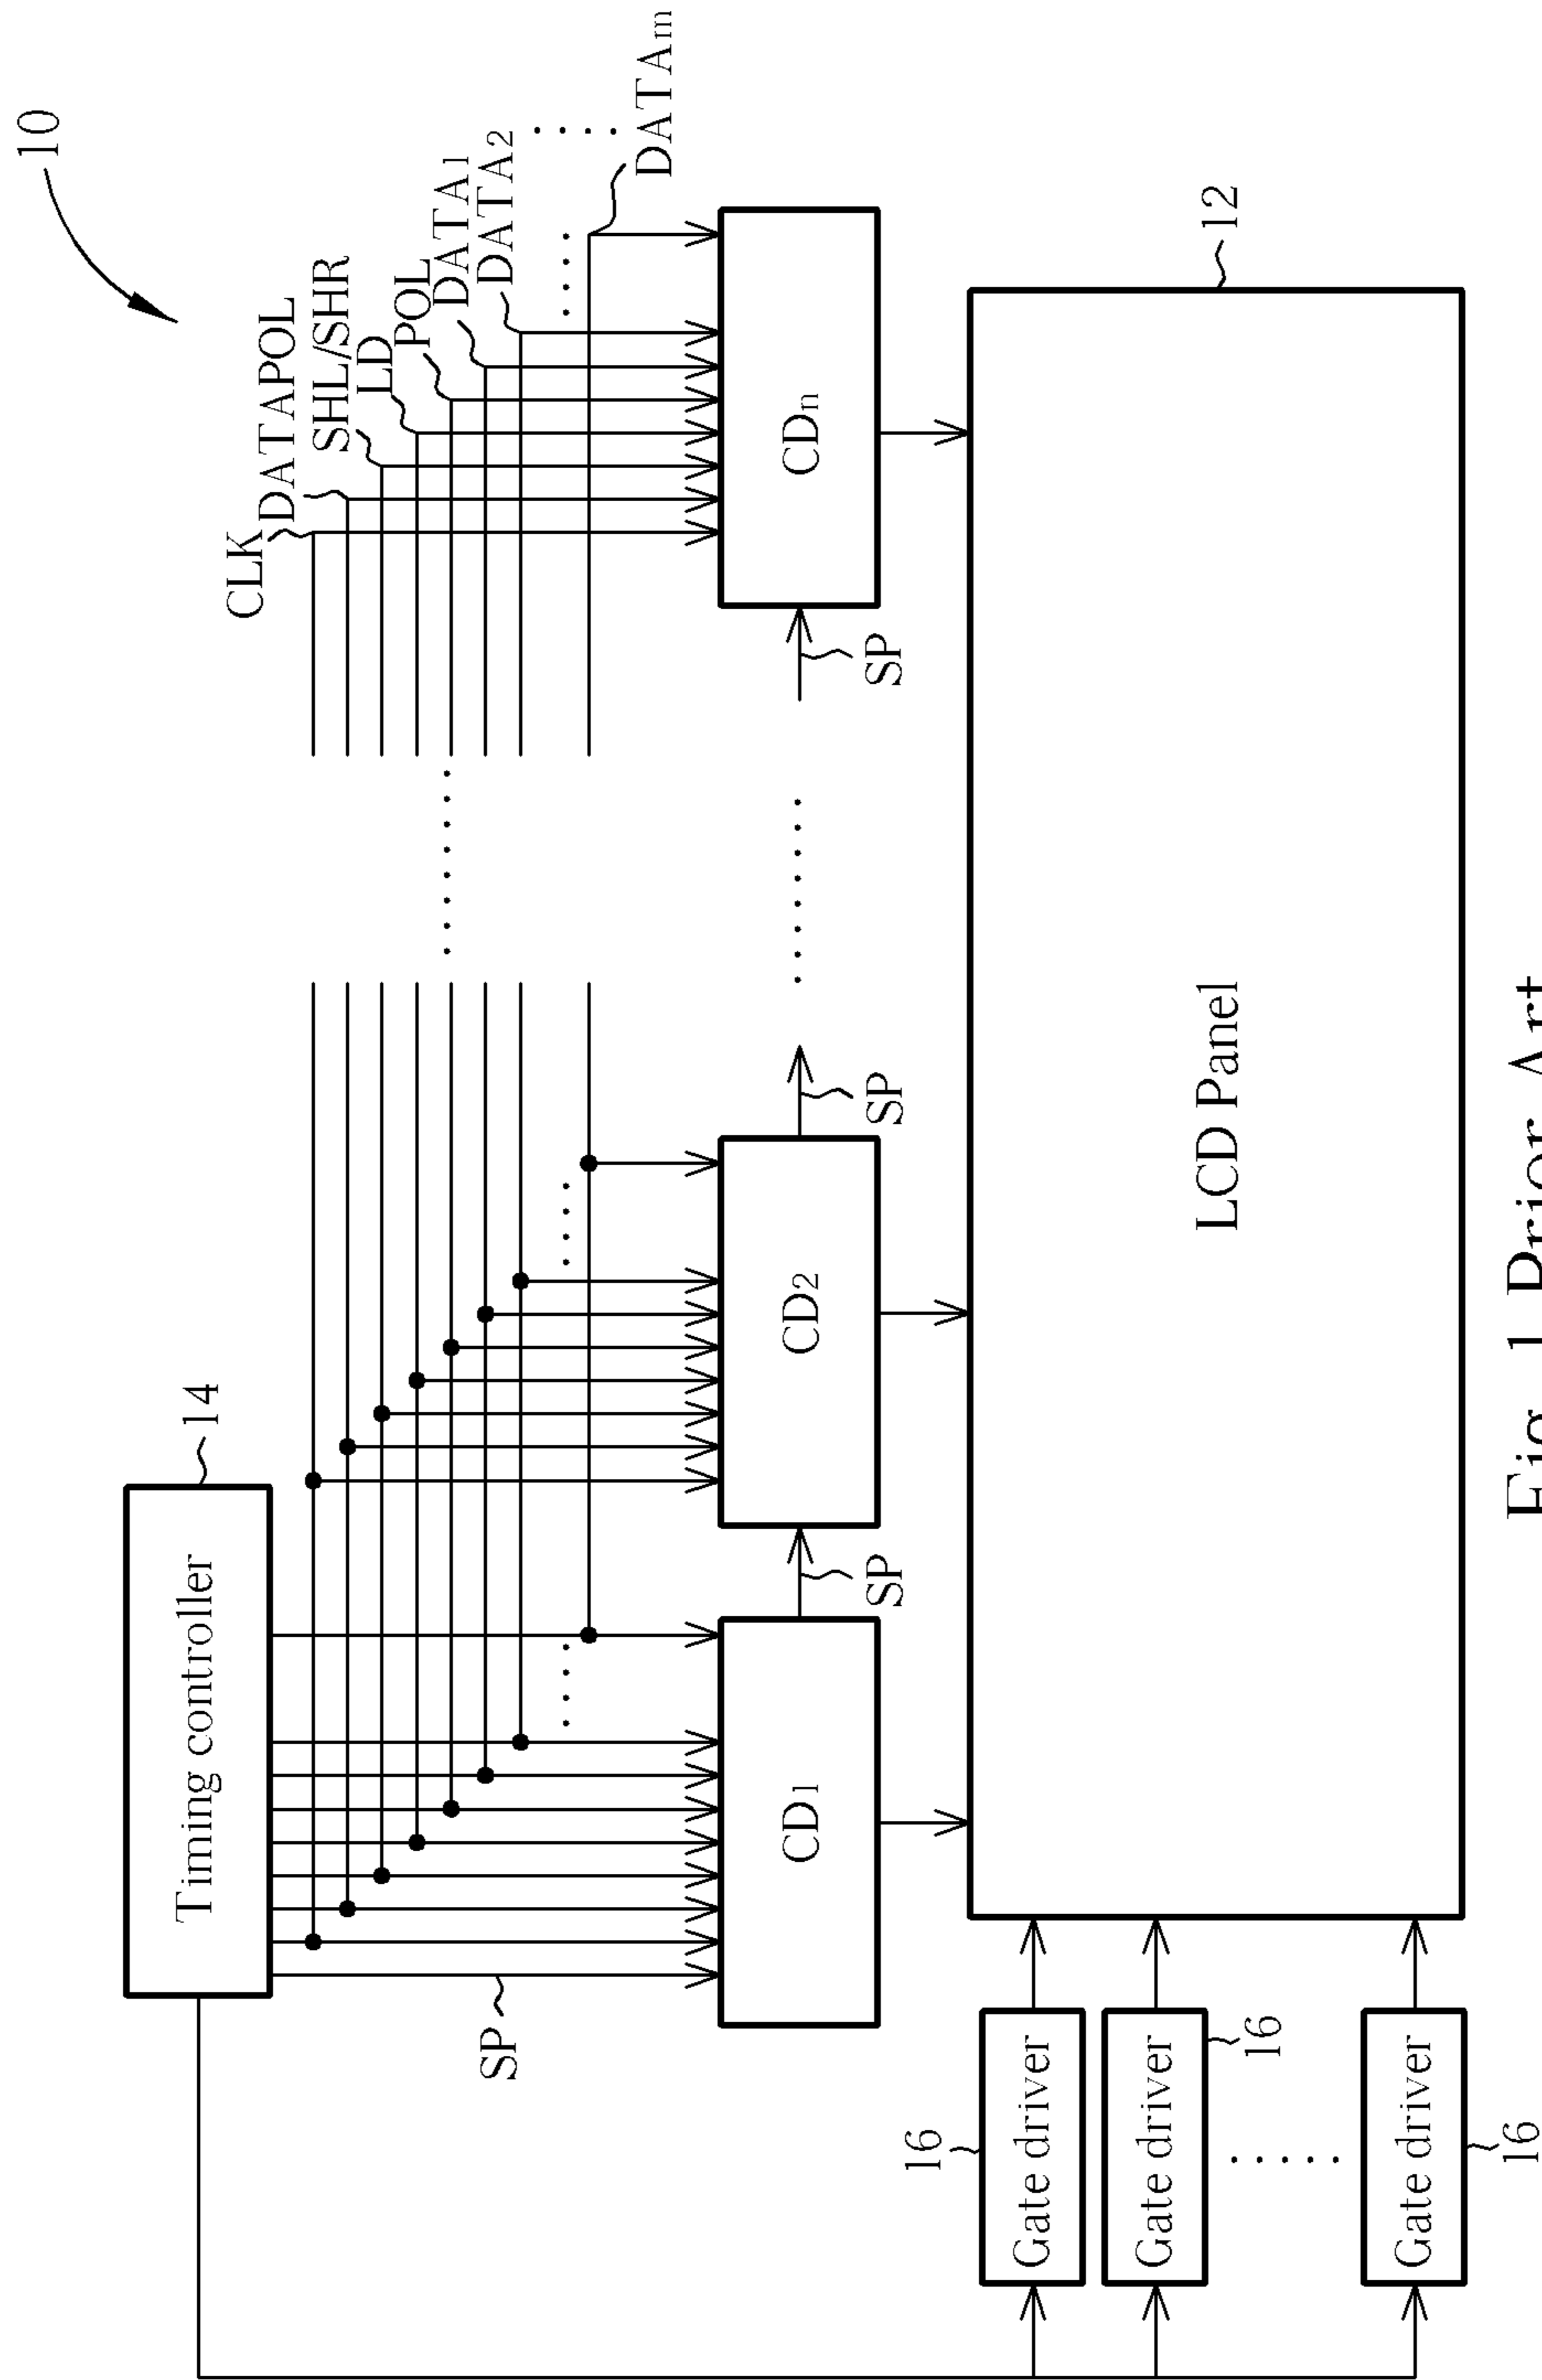 10
Timing controller
14
CLK
DATAPOL
SHL/SHR
LD
POL
DATA1
DATA2
DATAm
SP
CD1
SP
CD2
SP
SP
CDn
16
Gate driver
Gate driver
16
Gate driver
16
LCD Panel
12
Fig. 1 Prior Art